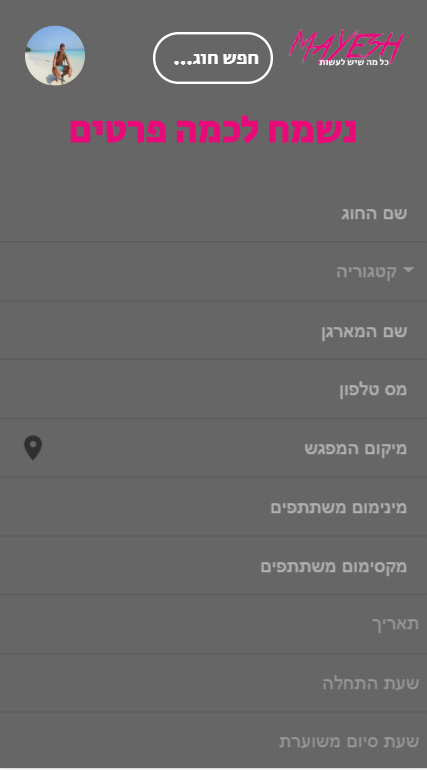 MAYESH
כל מה שיש לעשות
חפש חוג...
נשמח לכמה פרטים
שם החוג
קטגוריה
שם המארגן
מס טלפון
מיקום המפגש
מינימום משתתפים
מקסימום משתתפים
תאריך
שעת התחלה
שעת סיום משוערת